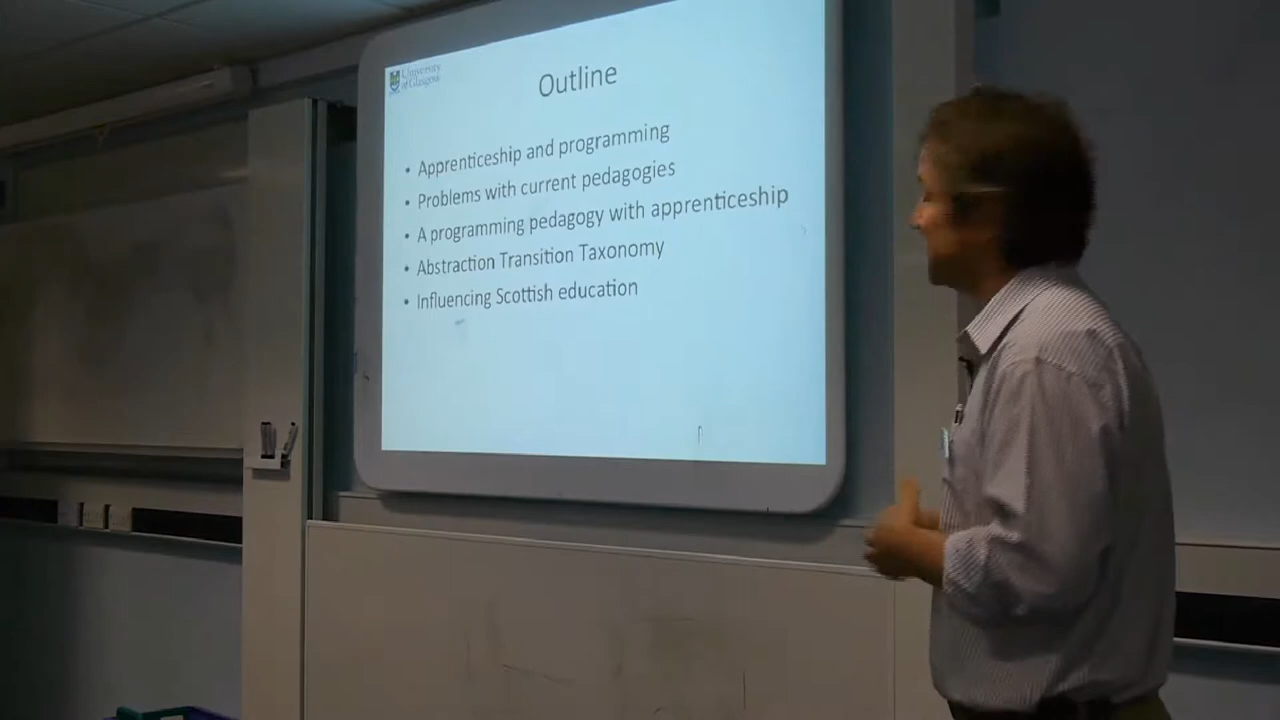 University
of Glasgow
Outline
• Apprenticeship and programming
• Problems with current pedagogies
• A programming pedagogy with apprenticeship
• Abstraction Transition Taxonomy
• Influencing Scottish education